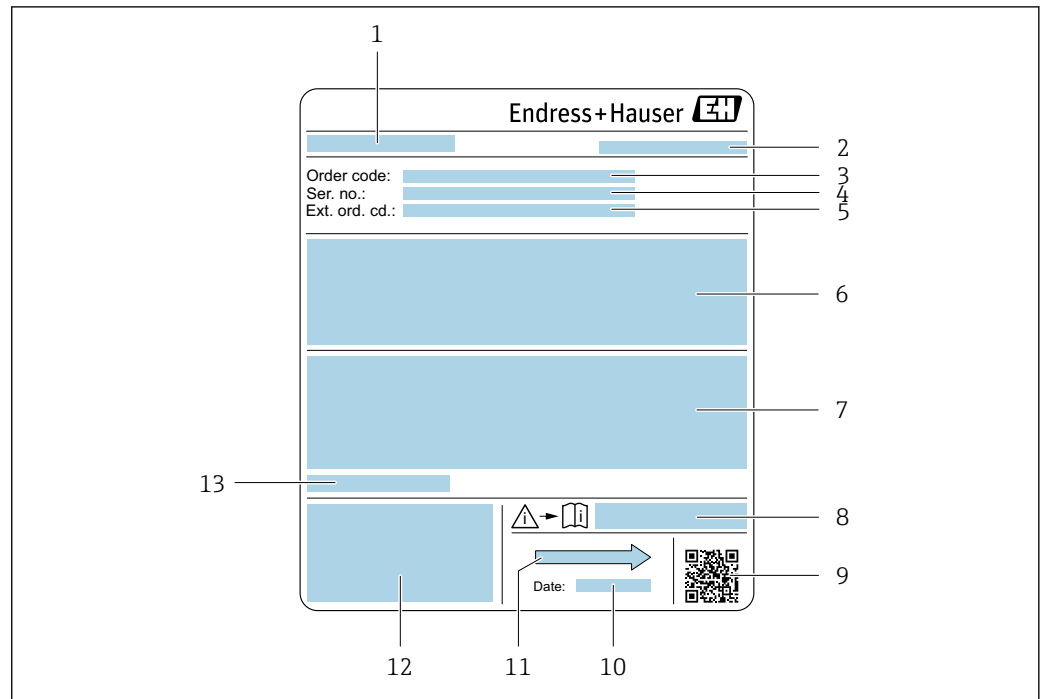 1
Endress+Hauser EH
2
Order code: 3
Ser. no.: 4
Ext. ord. cd.: 5
6
7
13
i i 8
9
Date:
12 11 10